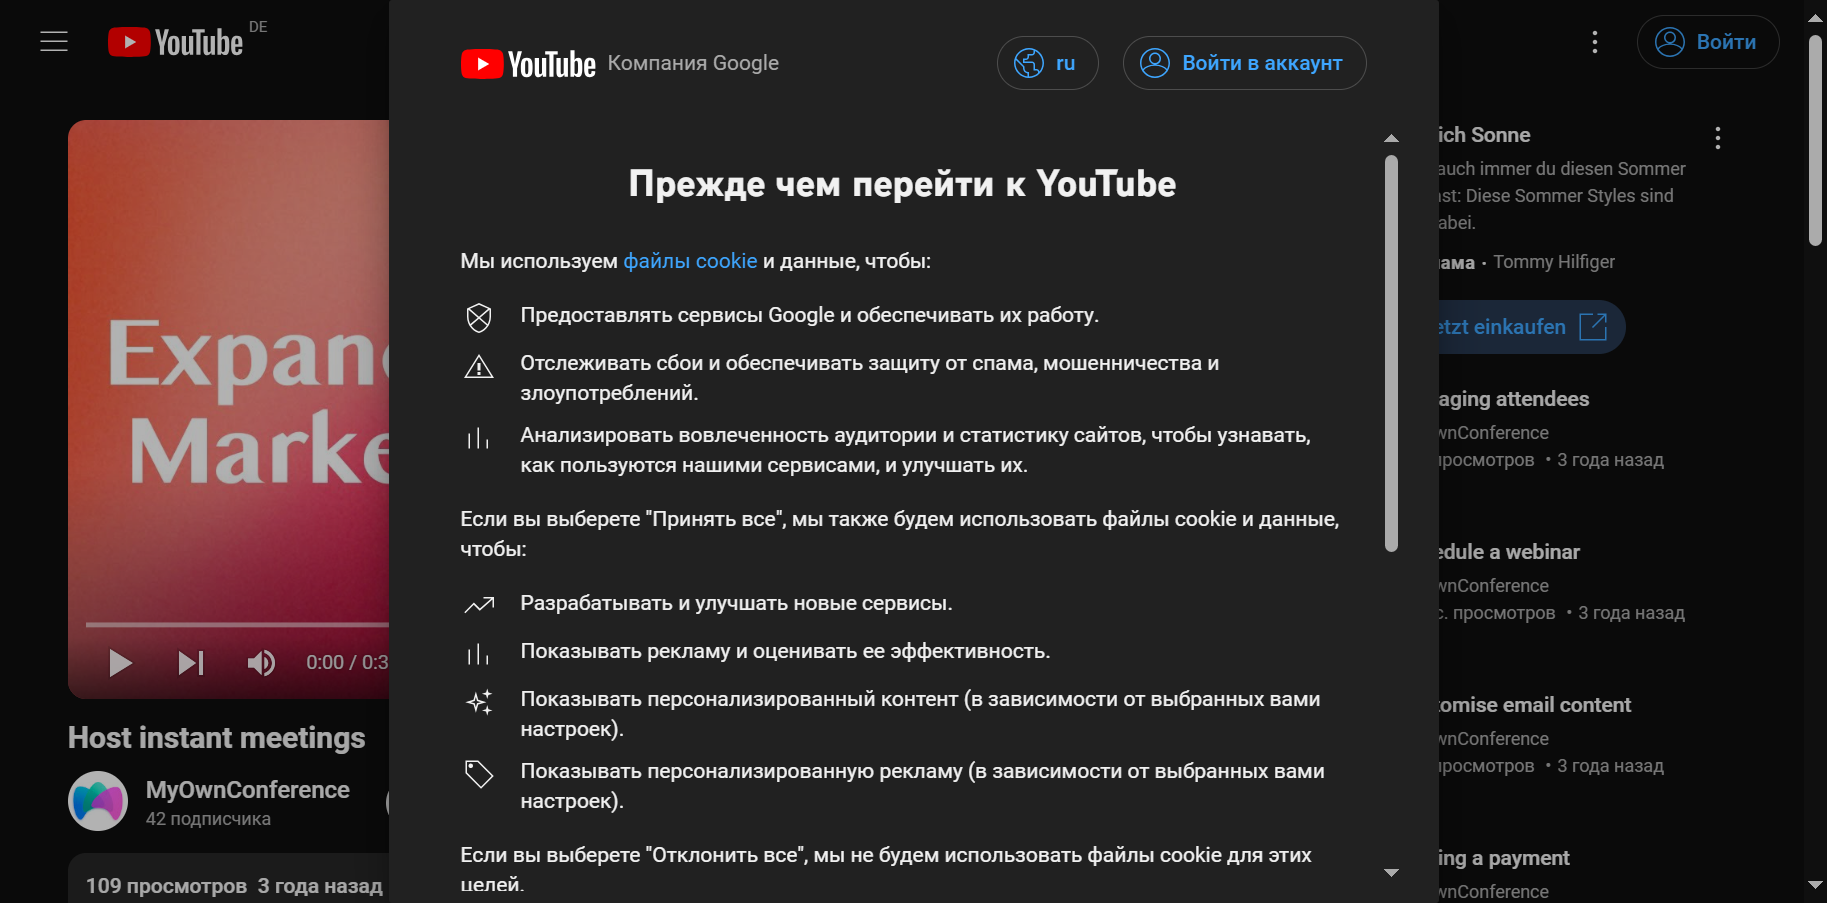 YouTube DE
Войти
YouTube Компания Google
ru
Войти в аккаунт
Прежде чем перейти к YouTube
Мы используем файлы cookie и данные, чтобы:
Предоставлять сервисы Google и обеспечивать их работу.
Отслеживать сбои и обеспечивать защиту от спама, мошенничества и
злоупотреблений.
Анализировать вовлеченность аудитории и статистику сайтов, чтобы узнавать,
как пользуются нашими сервисами, и улучшать их.
Если вы выберете "Принять все", мы также будем использовать файлы cookie и данные,
чтобы:
Разрабатывать и улучшать новые сервисы.
Показывать рекламу и оценивать ее эффективность.
Показывать персонализированный контент (в зависимости от выбранных вами
настроек).
Показывать персонализированную рекламу (в зависимости от выбранных вами
настроек).
Если вы выберете "Отклонить все", мы не будем использовать файлы cookie для этих
целей.
Expand
Marke
0:00 / 0:3
Host instant meetings
MyOwnConference
42 подписчика
109 просмотров 3 года назад
ich Sonne
auch immer du diesen Sommer
st: Diese Sommer Styles sind
abei.
ама • Tommy Hilfiger
etzt einkaufen
aging attendees
wnConference
просмотров • 3 года назад
edule a webinar
wnConference
с. просмотров • 3 года назад
tomise email content
wnConference
просмотров • 3 года назад
ing a payment
wnConference